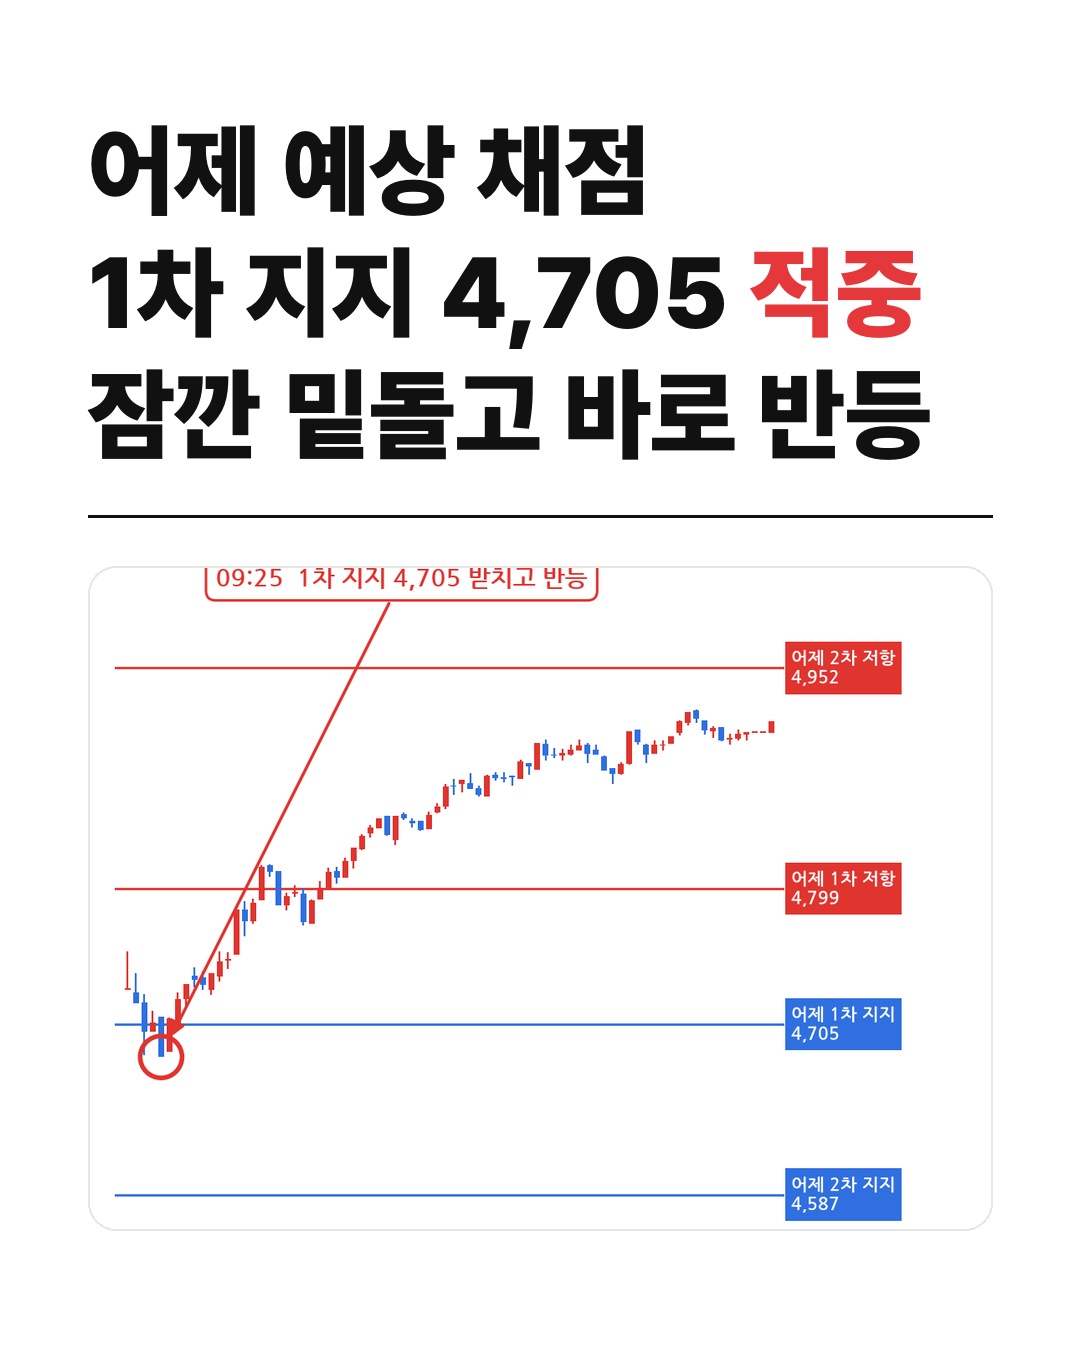 어제 예상 채점
1차 지지 4,705 적중
잠깐 밑돌고 바로 반등
09:25 1차 지지 4,705 받치고 반등
어제 2차 저항
4,952
어제 1차 저항
4,799
어제 1차 지지
4,705
어제 2차 지지
4,587